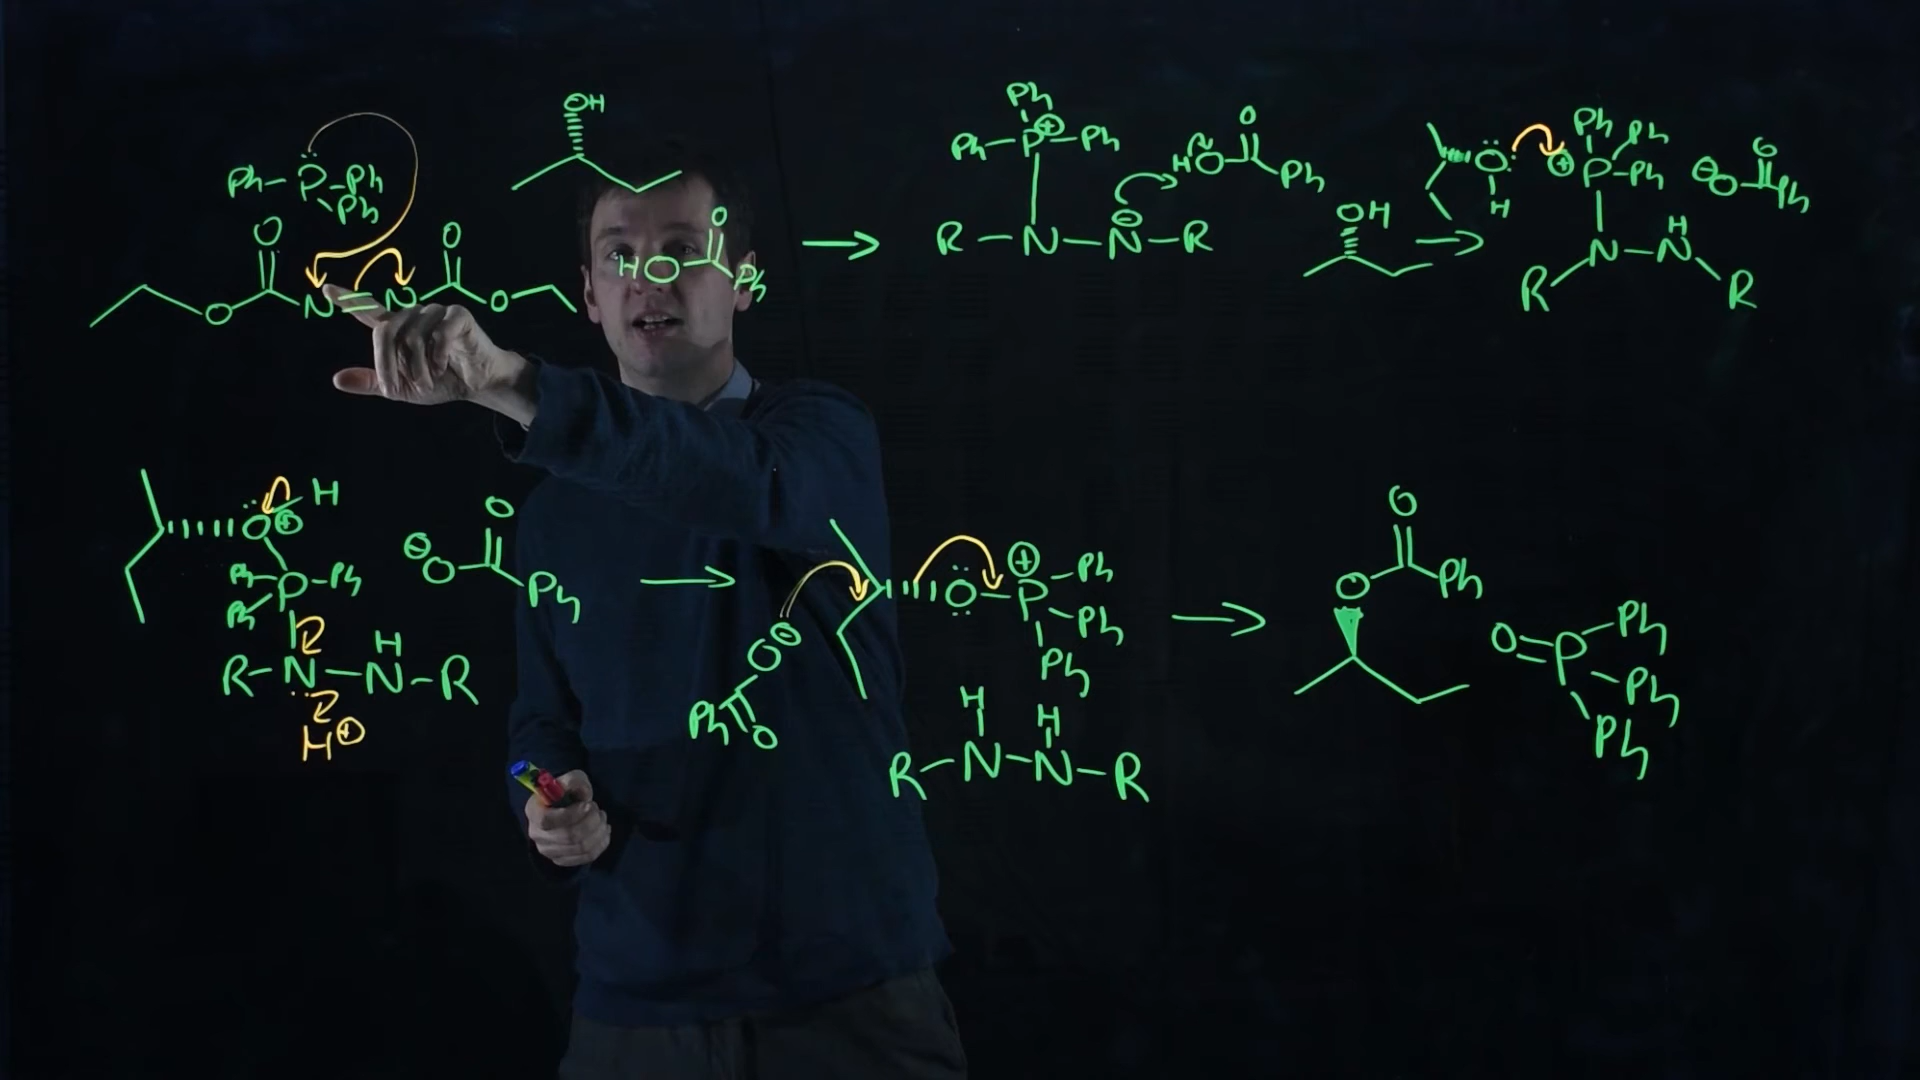 OH
Ph P Ph Ph
O O
O N N O
HO O Ph
Ph
Ph P ⊕ Ph
R N N ⊖ R
HO O Ph
OH
O H
⊕ P Ph Ph Ph
R N N H R
⊖ O O Ph
O ⊕ H
Ph P Ph Ph
R N N H R
H ⊕
⊖ O O Ph
O P ⊕ Ph Ph Ph
O ⊖
Ph O
H H
R N N R
O
O Ph
O P Ph Ph Ph